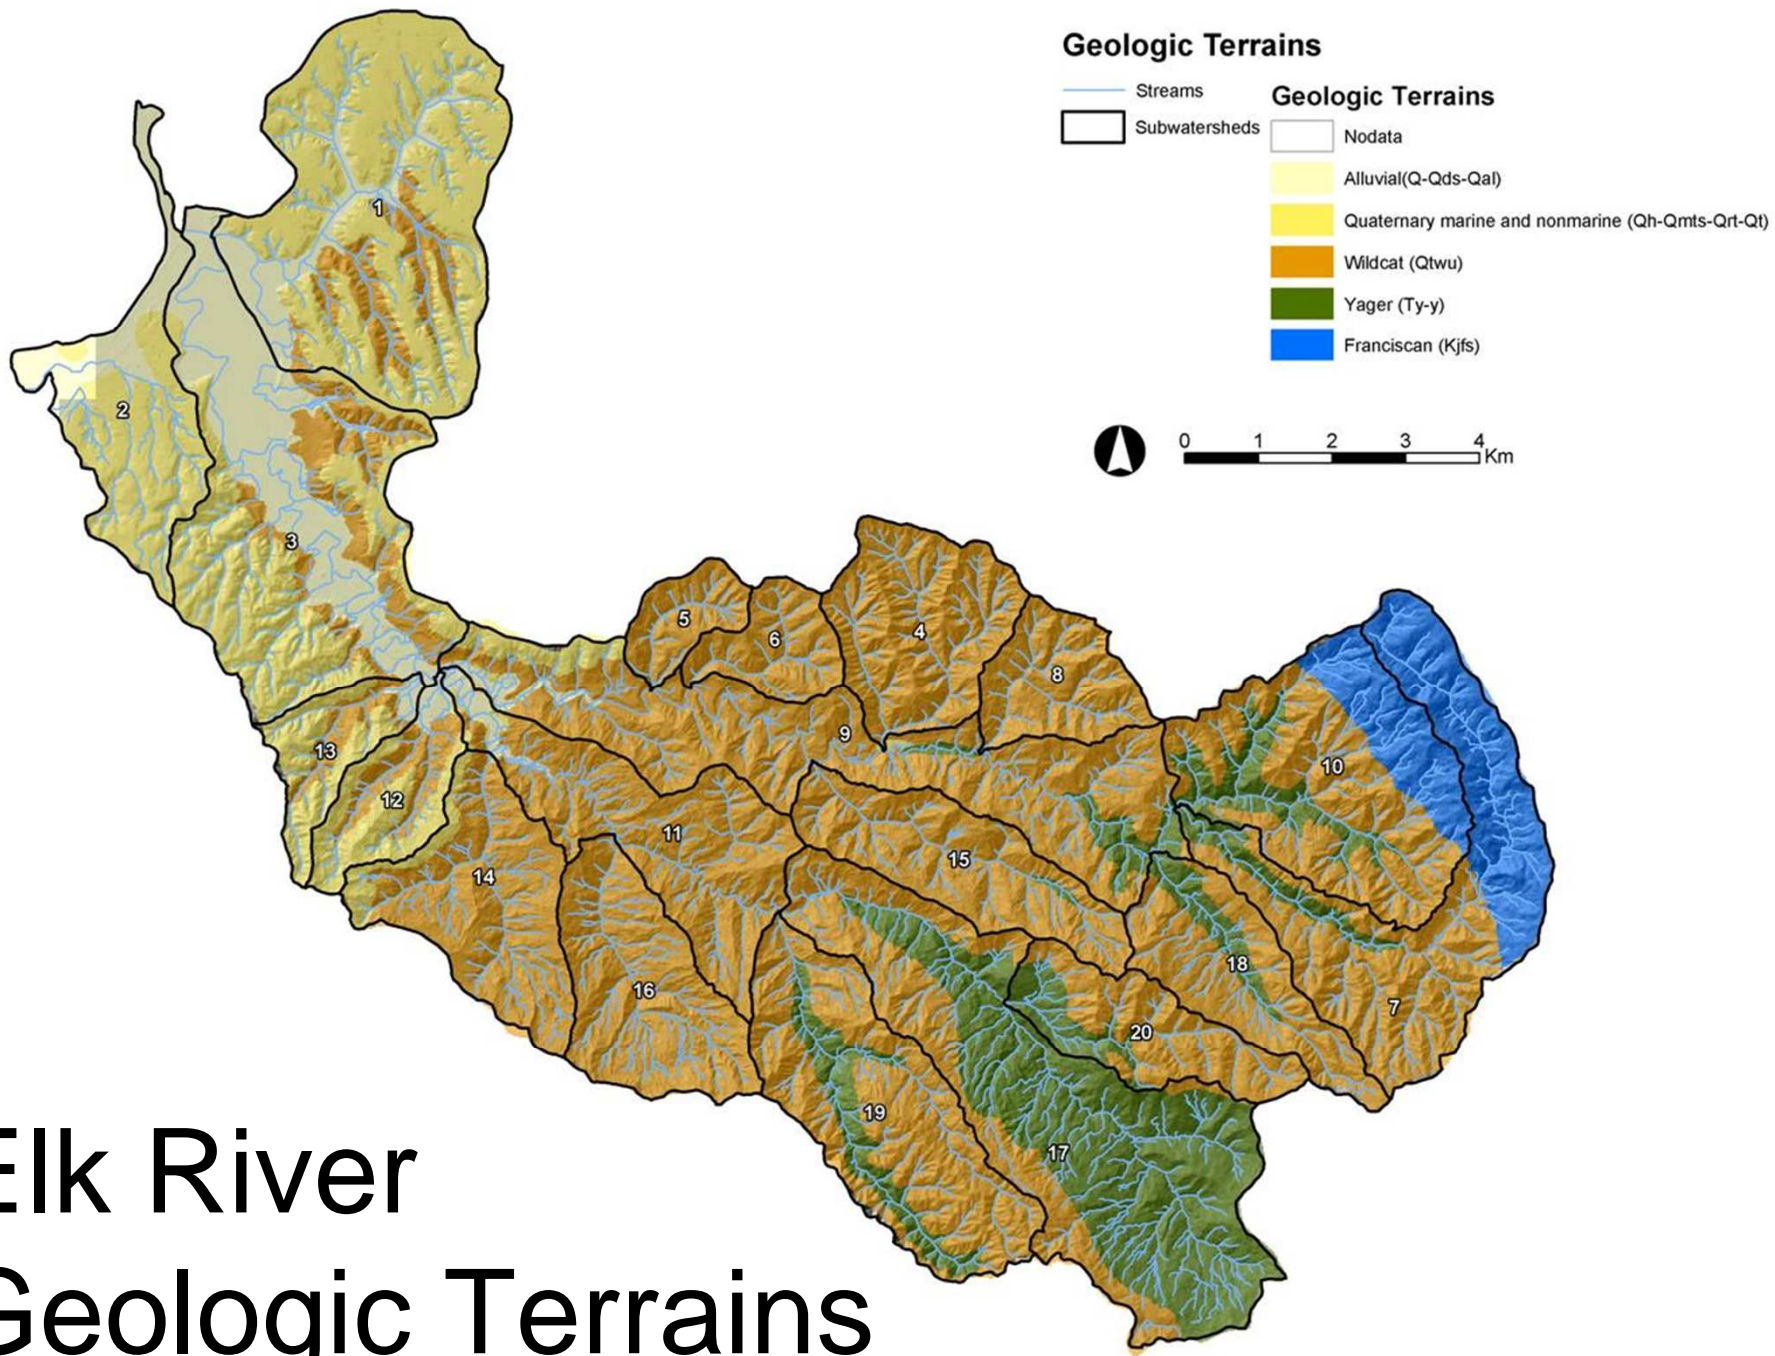 Geologic Terrains
Streams
Subwatersheds
Geologic Terrains
Nodata
Alluvial(Q-Qds-Qal)
Quaternary marine and nonmarine (Qh-Qmts-Qrt-Qt)
Wildcat (Qtwu)
Yager (Ty-y)
Franciscan (Kjfs)
0 1 2 3 4
Km
1
2
3
5
6
4
8
9
13
10
12
11
14
15
18
16
7
20
19
17
Elk River
Geologic Terrains